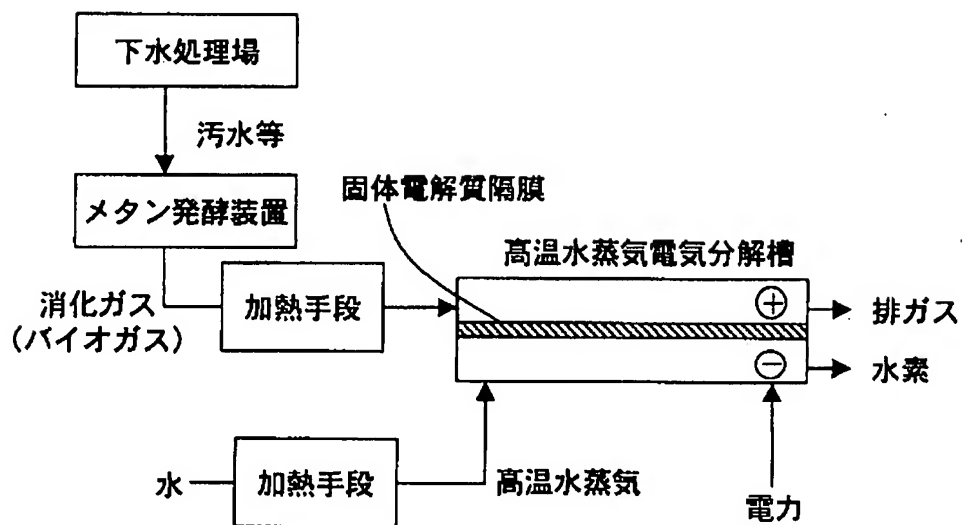 下水処理場
汚水等
メタン発酵装置
固体電解質隔膜
高温水蒸気電気分解槽
消化ガス
(バイオガス)
加熱手段
+
排ガス
−
水素
水
加熱手段
高温水蒸気
電力